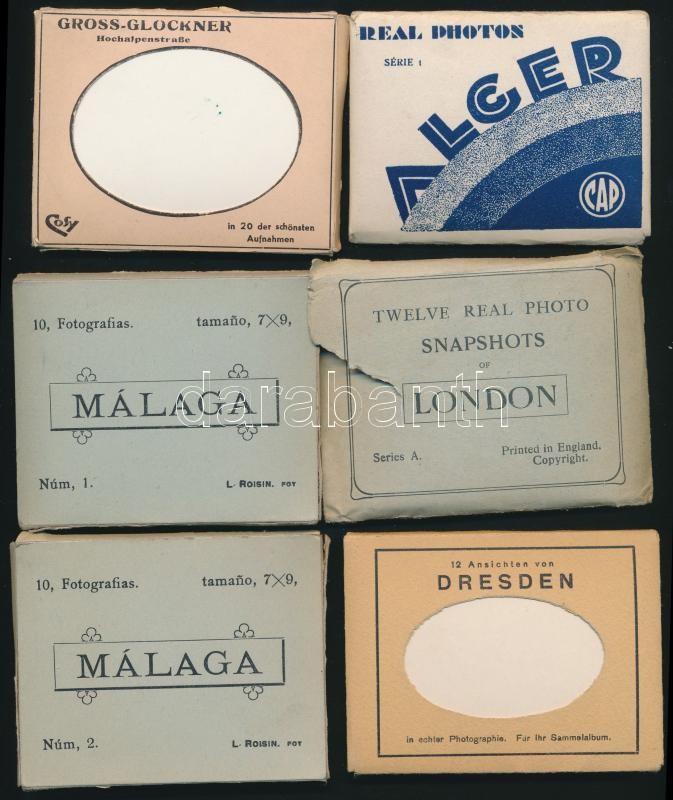 GROSS-GLOCKNER
Hochalpenstraße
Cosy
in 20 der schönsten
Aufnahmen
REAL PHOTOS
SÉRIE 1
ALGER
CAP
10, Fotografias. tamaño, 7×9,
MÁLAGA
Núm, 1. L. ROISIN. FOT
TWELVE REAL PHOTO
SNAPSHOTS
OF
LONDON
Series A. Printed in England.
Copyright.
10, Fotografias. tamaño, 7×9,
MÁLAGA
Núm, 2. L. ROISIN. FOT
12 Ansichten von
DRESDEN
in echter Photographie. Für Ihr Sammelalbum.
darabanth